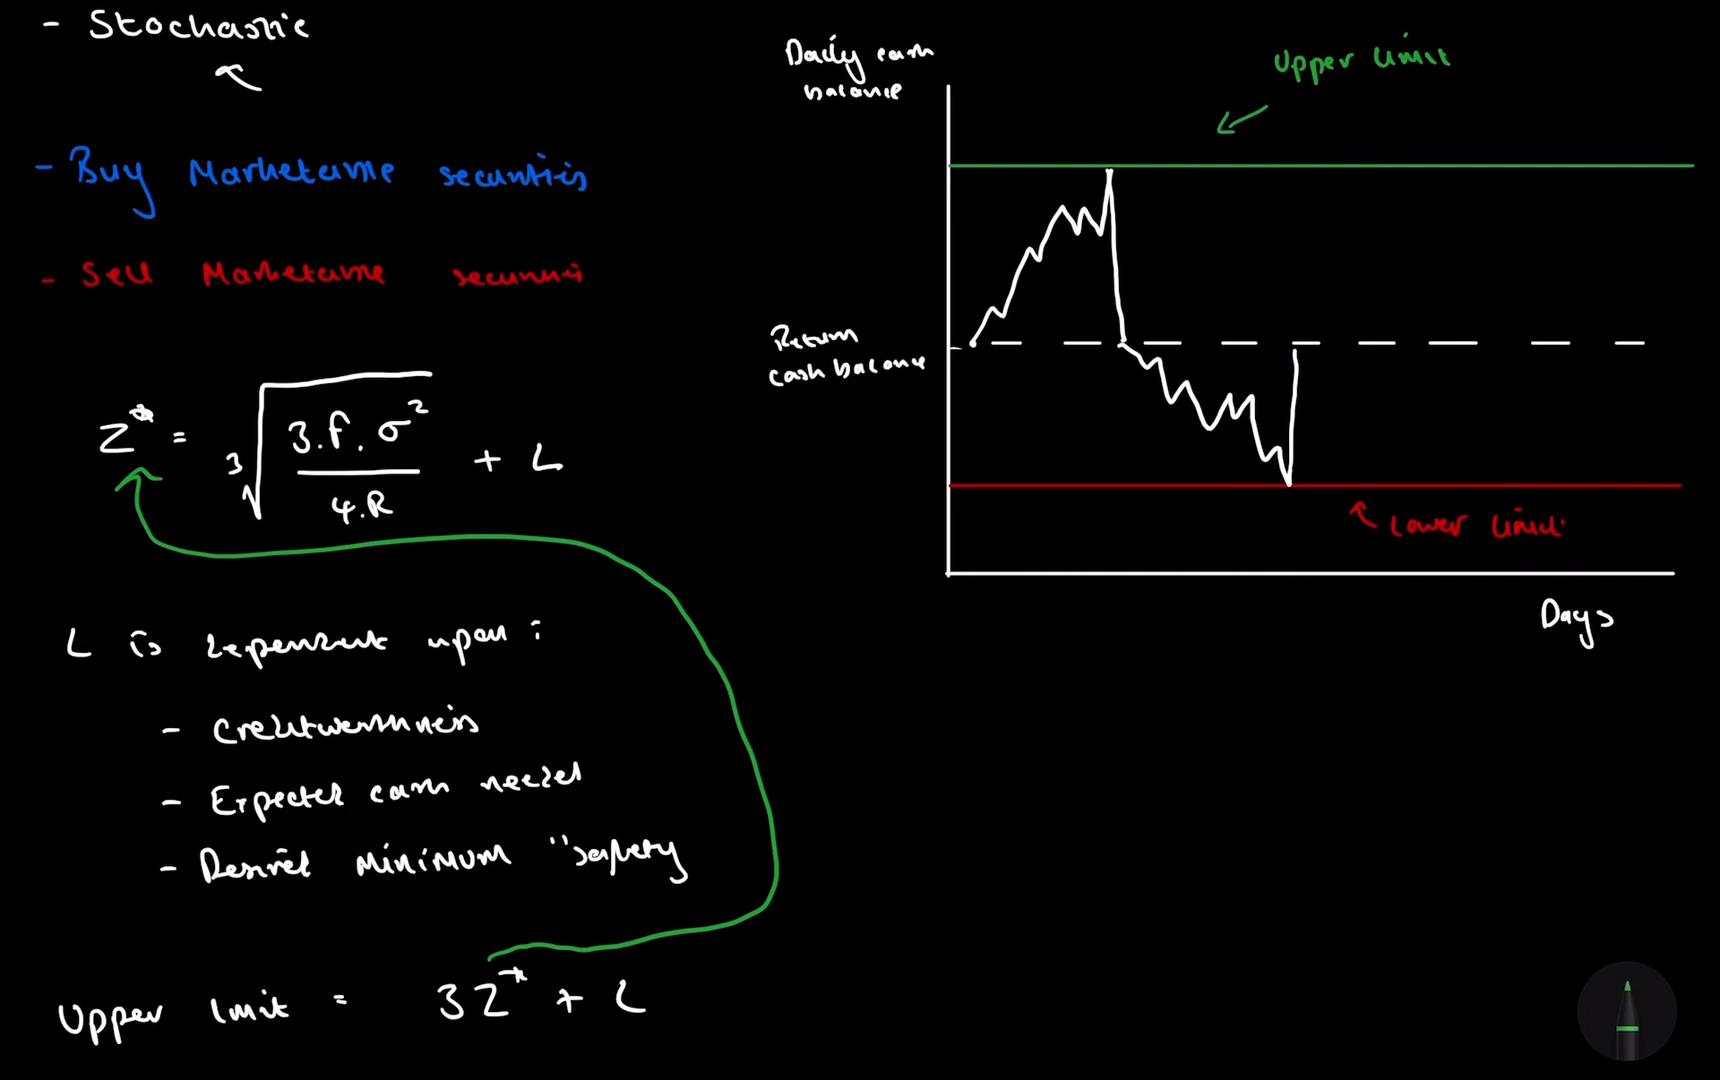 - Stochastic
- Buy Marketable securities
- Sell Marketable securities
Z* = ∛(3.f.σ² / 4.R) + L
L is dependent upon :
- Creditworthness
- Expected cash needed
- Desired minimum "safety
Upper limit = 3Z* + L
Daily cash
balance
Upper limit
Return
cash balance
Lower limit
Days